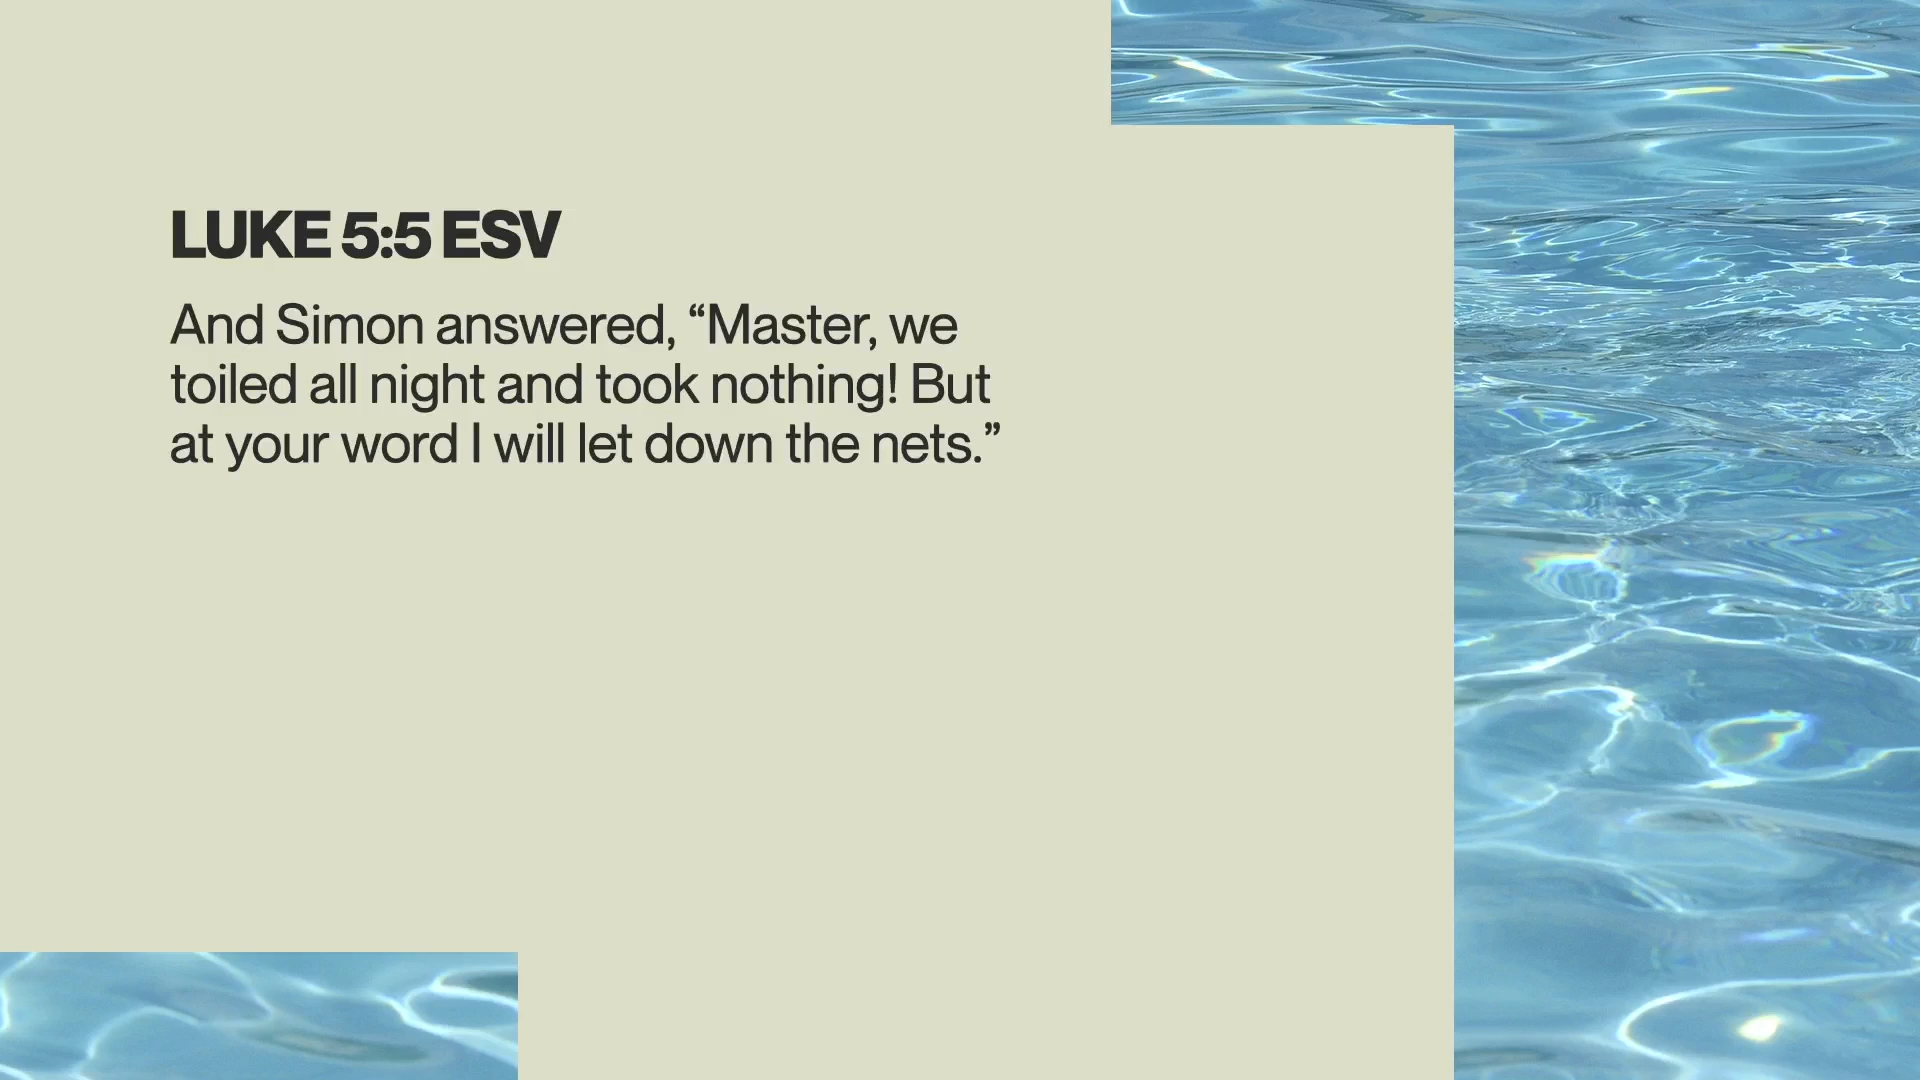 LUKE 5:5 ESV
And Simon answered, “Master, we
toiled all night and took nothing! But
at your word I will let down the nets.”